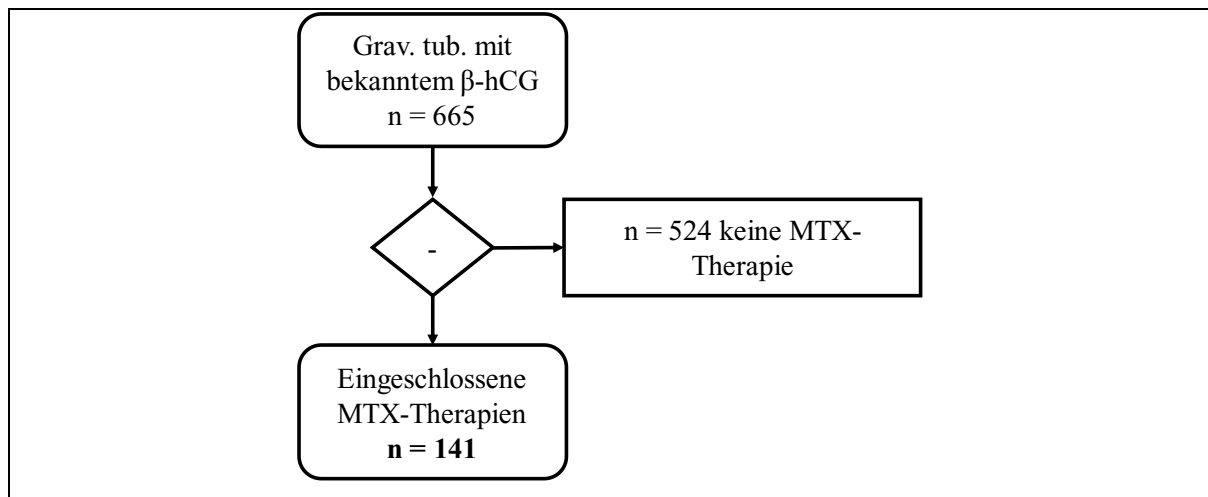 Grav. tub. mit
bekanntem β-hCG
n = 665
-
n = 524 keine MTX-
Therapie
Eingeschlossene
MTX-Therapien
n = 141